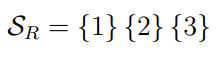 𝒮_R = {1} {2} {3}